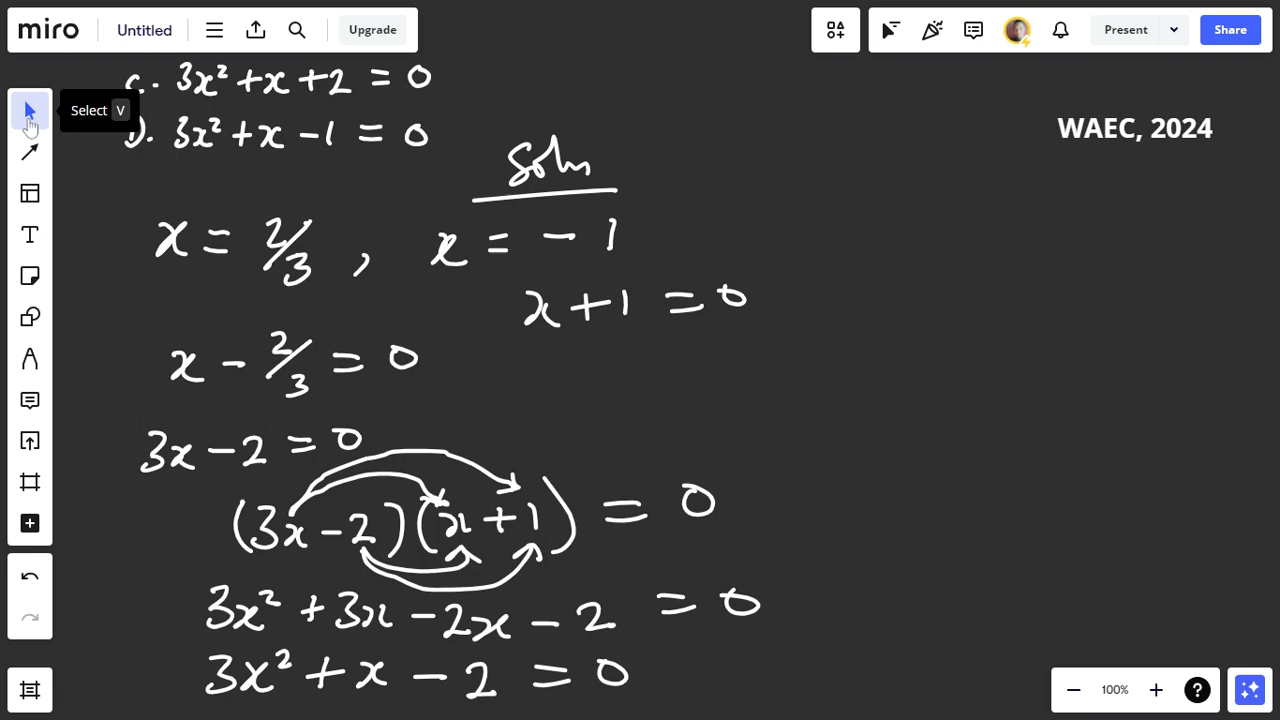 miro Untitled Upgrade Present Share
Select V
C. 3x² + x + 2 = 0
D. 3x² + x - 1 = 0
WAEC, 2024
Soln
x = 2/3 , x = - 1
x + 1 = 0
x - 2/3 = 0
3x - 2 = 0
(3x - 2)(x + 1) = 0
3x² + 3x - 2x - 2 = 0
3x² + x - 2 = 0
100%